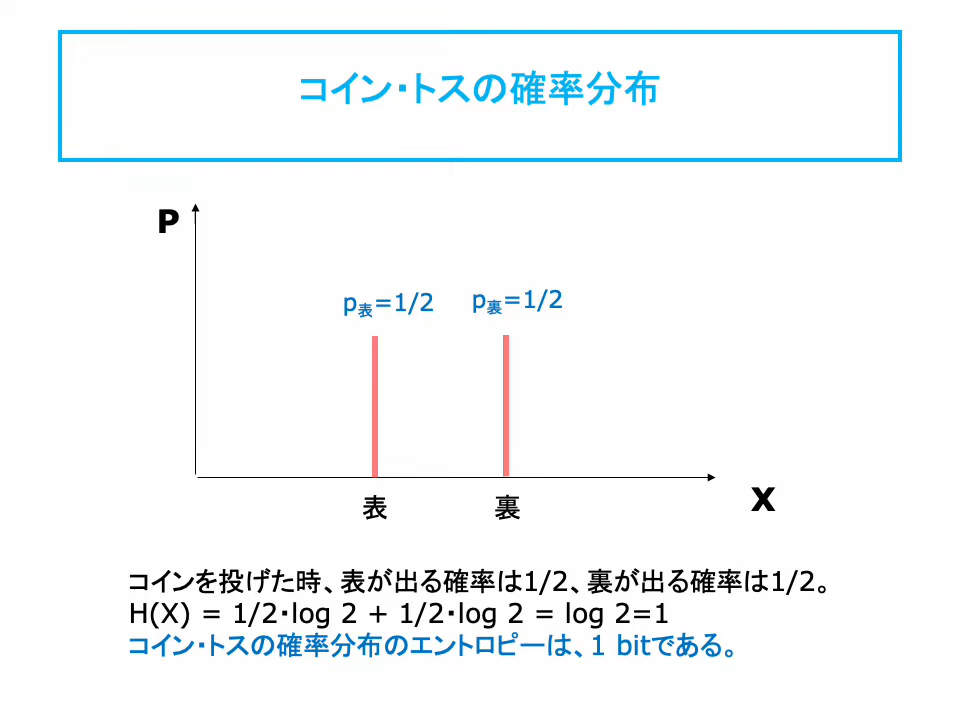 コイン・トスの確率分布
P
p表=1/2
p裏=1/2
表
裏
X
コインを投げた時、表が出る確率は1/2、裏が出る確率は1/2。
H(X) = 1/2・log 2 + 1/2・log 2 = log 2=1
コイン・トスの確率分布のエントロピーは、1 bitである。